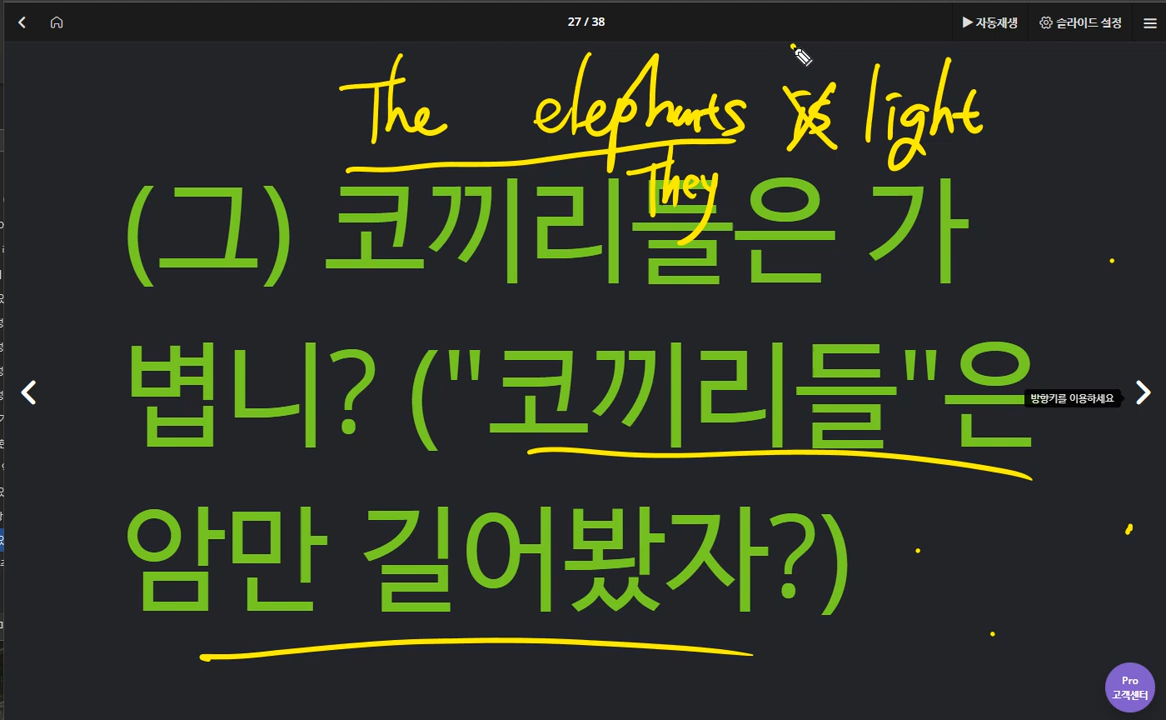 27 / 38
▶ 자동재생
슬라이드 설정
The elephants is light
They
(그) 코끼리들은 가
볍니? ("코끼리들"은
방향키를 이용하세요
암만 길어봤자?)
Pro
고객센터